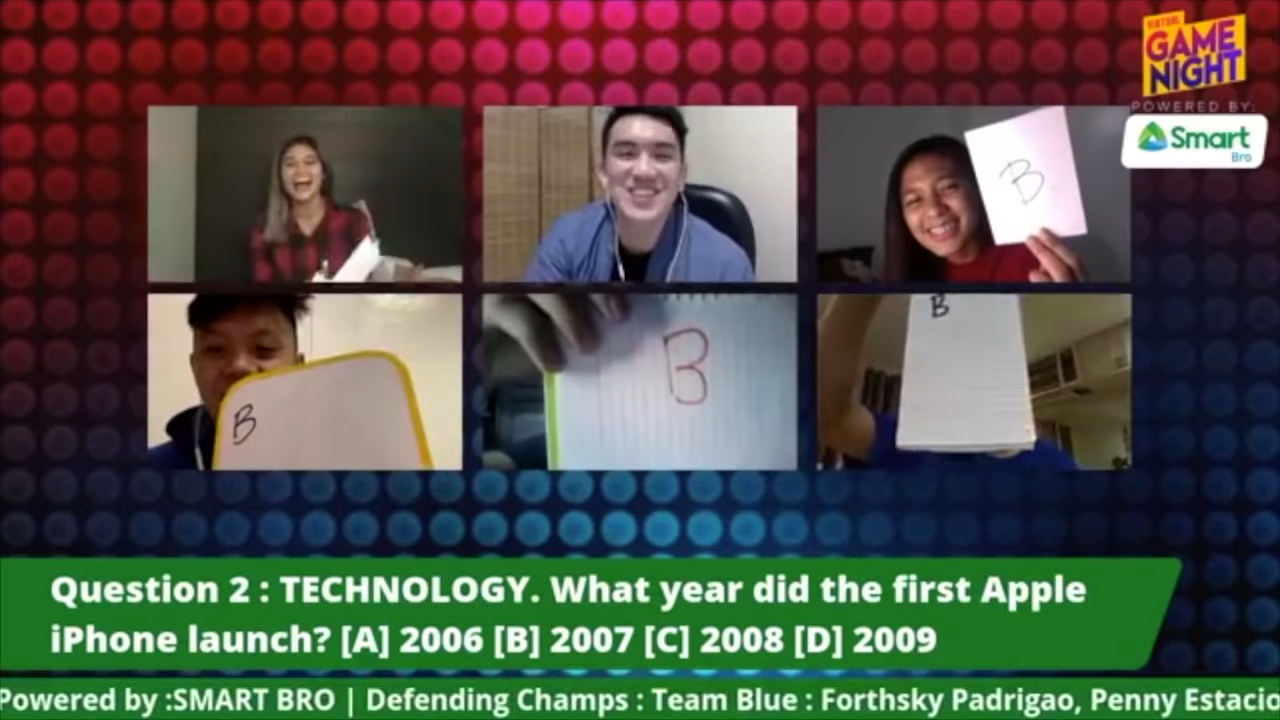 VIRTUAL
GAME
NIGHT
POWERED BY:
Smart
Bro
B
B
B
B
Question 2 : TECHNOLOGY. What year did the first Apple
iPhone launch? [A] 2006 [B] 2007 [C] 2008 [D] 2009
Powered by :SMART BRO | Defending Champs : Team Blue : Forthsky Padrigao, Penny Estacio